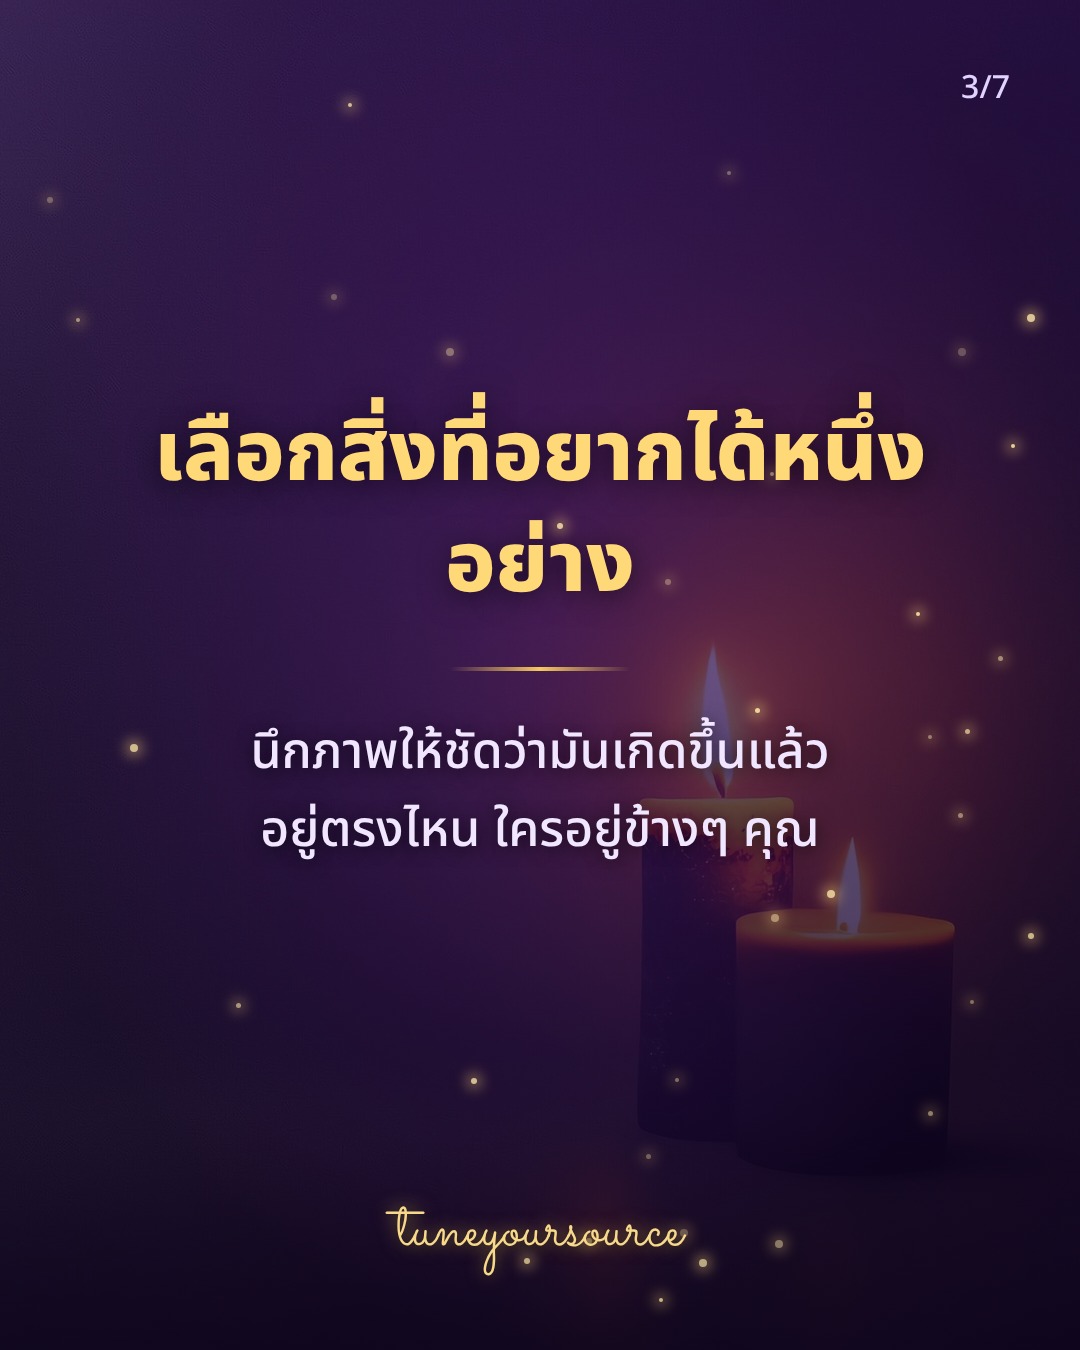 3/7
เลือกสิ่งที่อยากได้หนึ่ง
อย่าง
นึกภาพให้ชัดว่ามันเกิดขึ้นแล้ว
อยู่ตรงไหน ใครอยู่ข้างๆ คุณ
tuneyoursource